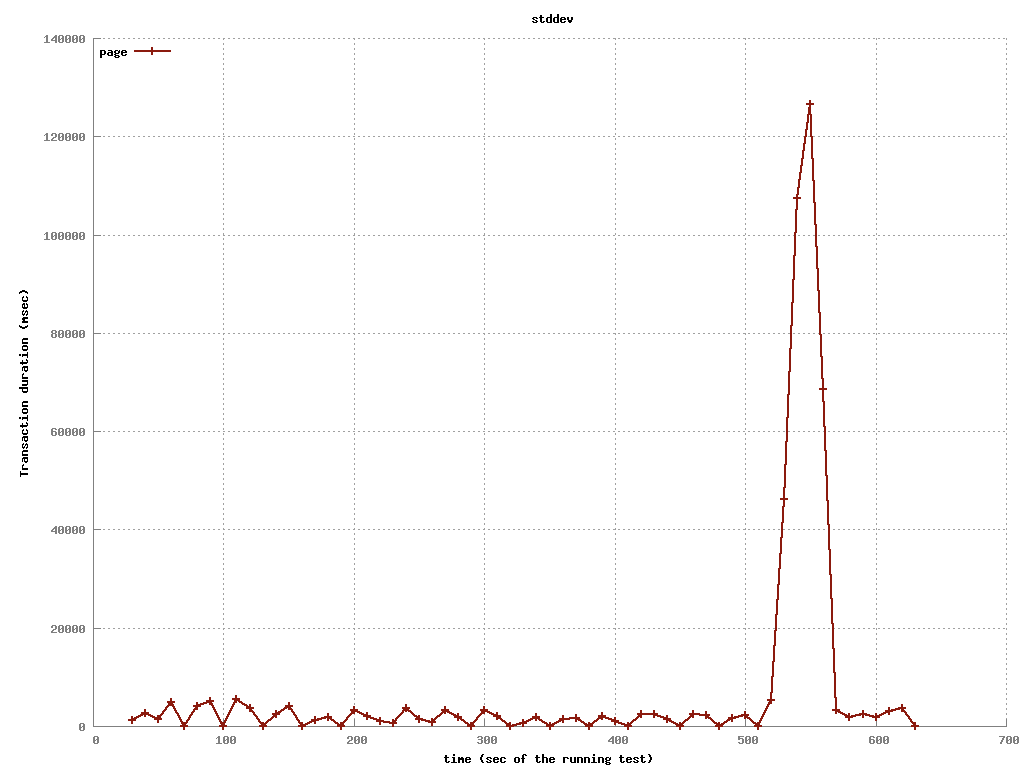 stddev
page
140000
120000
100000
80000
60000
40000
20000
0
Transaction duration (msec)
0 100 200 300 400 500 600 700
time (sec of the running test)